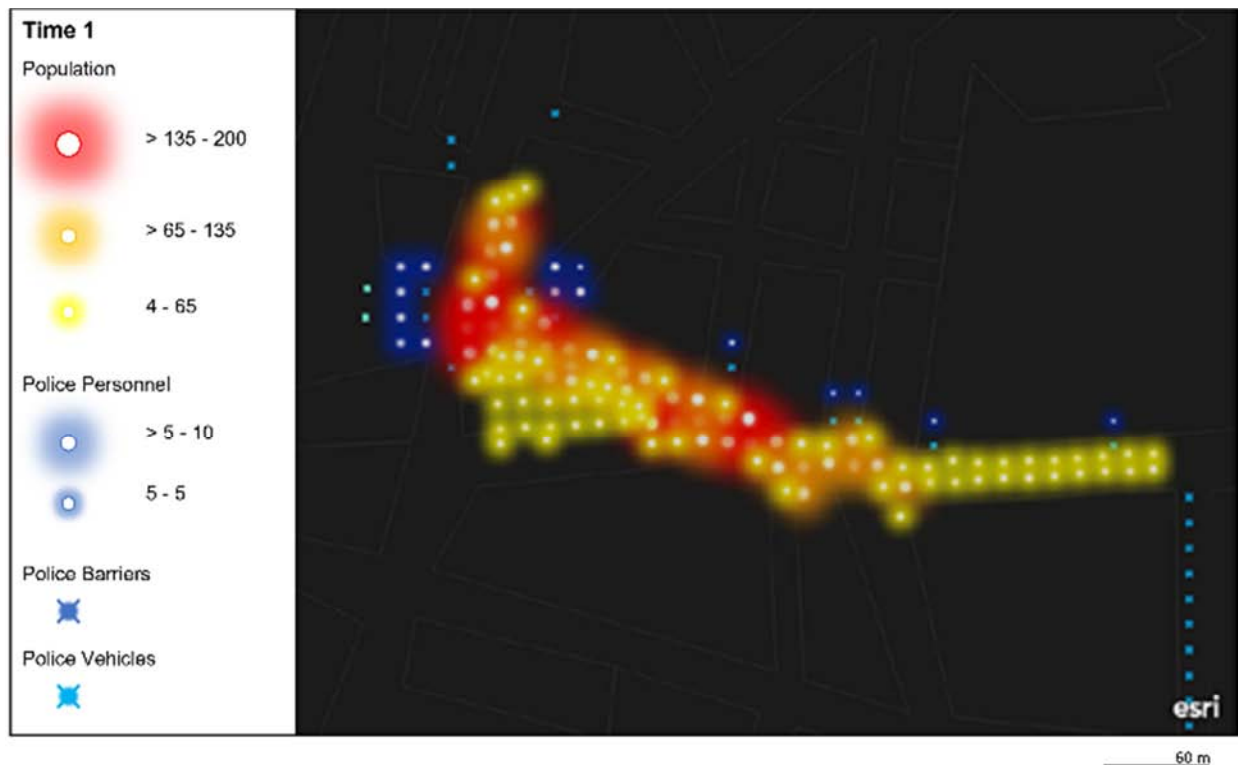 Time 1
Population
> 135 - 200
> 65 - 135
4 - 65
Police Personnel
> 5 - 10
5 - 5
Police Barriers
Police Vehicles
esri
60 m